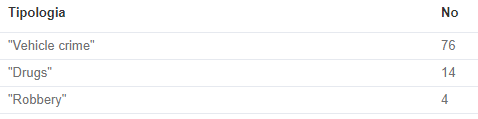 Tipologia No
"Vehicle crime" 76
"Drugs" 14
"Robbery" 4